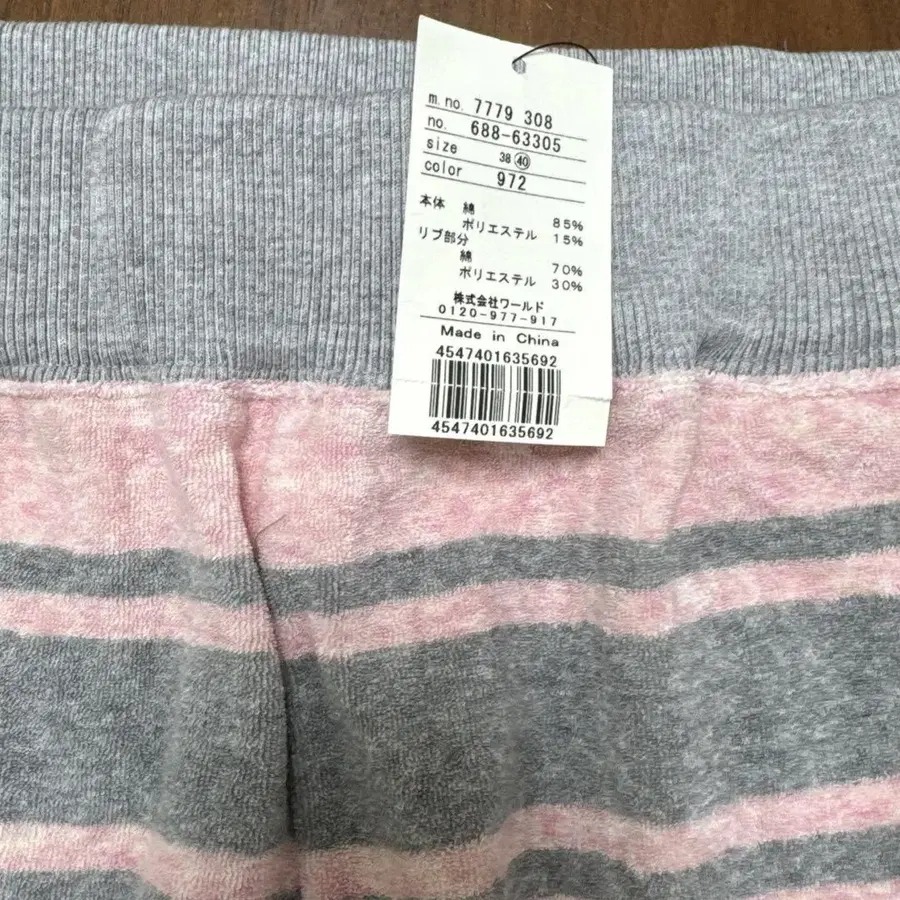 m.no. 7779 308
no. 688-63305
size 38 ㊵
color 972
本体 綿 85%
ポリエステル 15%
リブ部分
綿 70%
ポリエステル 30%
株式会社ワールド
0120-977-917
Made in China
4547401635692
4547401635692